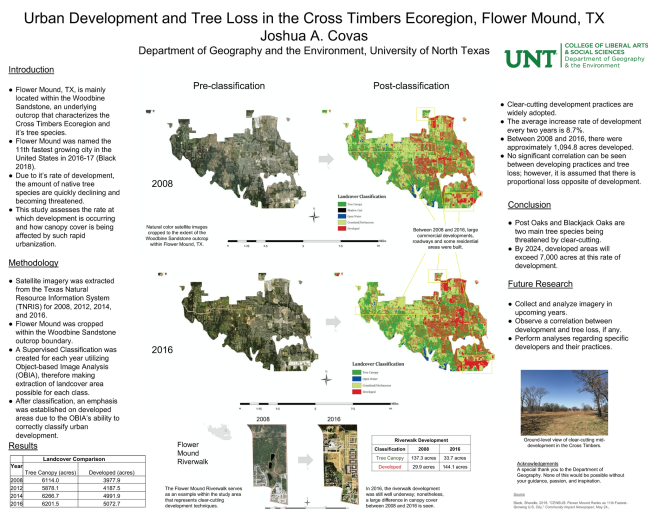 Urban Development and Tree Loss in the Cross Timbers Ecoregion, Flower Mound, TX
Joshua A. Covas
Department of Geography and the Environment, University of North Texas
UNT
COLLEGE OF LIBERAL ARTS
& SOCIAL SCIENCES
Department of Geography
& the Environment
Introduction
● Flower Mound, TX, is mainly
located within the Woodbine
Sandstone, an underlying
outcrop that characterizes the
Cross Timbers Ecoregion and
it's tree species.
● Flower Mound was named the
11th fastest growing city in the
United States in 2016-17 (Black
2018).
● Due to it's rate of development,
the amount of native tree
species are quickly declining and
becoming threatened.
● This study assesses the rate at
which development is occurring
and how canopy cover is being
affected by such rapid
urbanization.
Methodology
● Satellite imagery was extracted
from the Texas Natural
Resource Information System
(TNRIS) for 2008, 2012, 2014,
and 2016.
● Flower Mound was cropped
within the Woodbine Sandstone
outcrop boundary.
● A Supervised Classification was
created for each year utilizing
Object-based Image Analysis
(OBIA), therefore making
extraction of landcover area
possible for each class.
● After classification, an emphasis
was established on developed
areas due to the OBIA's ability to
correctly classify urban
development.
Results
Landcover Comparison
Year
Tree Canopy (acres) Developed (acres)
2008 6114.0 3977.9
2012 5878.1 4187.5
2014 6266.7 4991.9
2016 6201.5 5072.7
Pre-classification
Post-classification
2008
Natural color satellite images
cropped to the extent of the
Woodbine Sandstone outcrop
within Flower Mound, TX.
Landcover Classification
Tree Canopy
Open Water
Developed
Between 2008 and 2016, large
commercial developments,
roadways and some residential
areas were built.
2016
Landcover Classification
Tree Canopy
Open Water
Developed
Flower
Mound
Riverwalk
2008
2016
The Flower Mound Riverwalk serves
as an example within the study area
that represents clear-cutting
development techniques.
Riverwalk Development
Classification 2008 2016
Tree Canopy 137.3 acres 33.7 acres
Developed 29.9 acres 144.1 acres
In 2016, the riverwalk development
was still well underway; nonetheless,
a large difference in canopy cover
between 2008 and 2016 is seen.
● Clear-cutting development practices are
widely adopted.
● The average increase rate of development
every two years is 8.7%.
● Between 2008 and 2016, there were
approximately 1,094.8 acres developed.
● No significant correlation can be seen
between developing practices and tree
loss; however, it is assumed that there is
proportional loss opposite of development.
Conclusion
● Post Oaks and Blackjack Oaks are
two main tree species being
threatened by clear-cutting.
● By 2024, developed areas will
exceed 7,000 acres at this rate of
development.
Future Research
● Collect and analyze imagery in
upcoming years.
● Observe a correlation between
development and tree loss, if any.
● Perform analyses regarding specific
developers and their practices.
Ground-level view of clear-cutting mid-
development in the Cross Timbers.
Acknowledgements
A special thank you to the Department of
Geography. None of this would be possible without
your guidance, passion, and inspiration.
Source